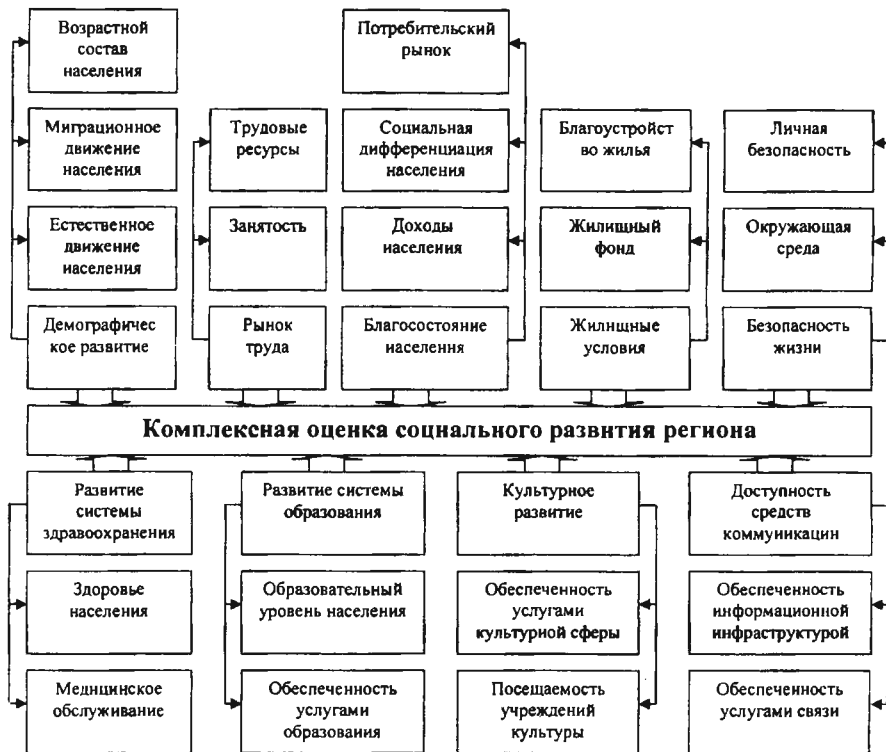 Возрастной
состав
населения
Потребительский
рынок
Миграционное
движение
населения
Трудовые
ресурсы
Социальная
дифференциация
населения
Благоустройст
во жилья
Личная
безопасность
Естественное
движение
населения
Занятость
Доходы
населения
Жилищный
фонд
Окружающая
среда
Демографичес
кое развитие
Рынок
труда
Благосостояние
населения
Жилищные
условия
Безопасность
жизни
Комплексная оценка социального развития региона
Развитие
системы
здравоохранения
Развитие системы
образования
Культурное
развитие
Доступность
средств
коммуникации
Здоровье
населения
Образовательный
уровень населения
Обеспеченность
услугами
культурной сферы
Обеспеченность
информационной
инфраструктурой
Медицинское
обслуживание
Обеспеченность
услугами
образования
Посещаемость
учреждений
культуры
Обеспеченность
услугами связи